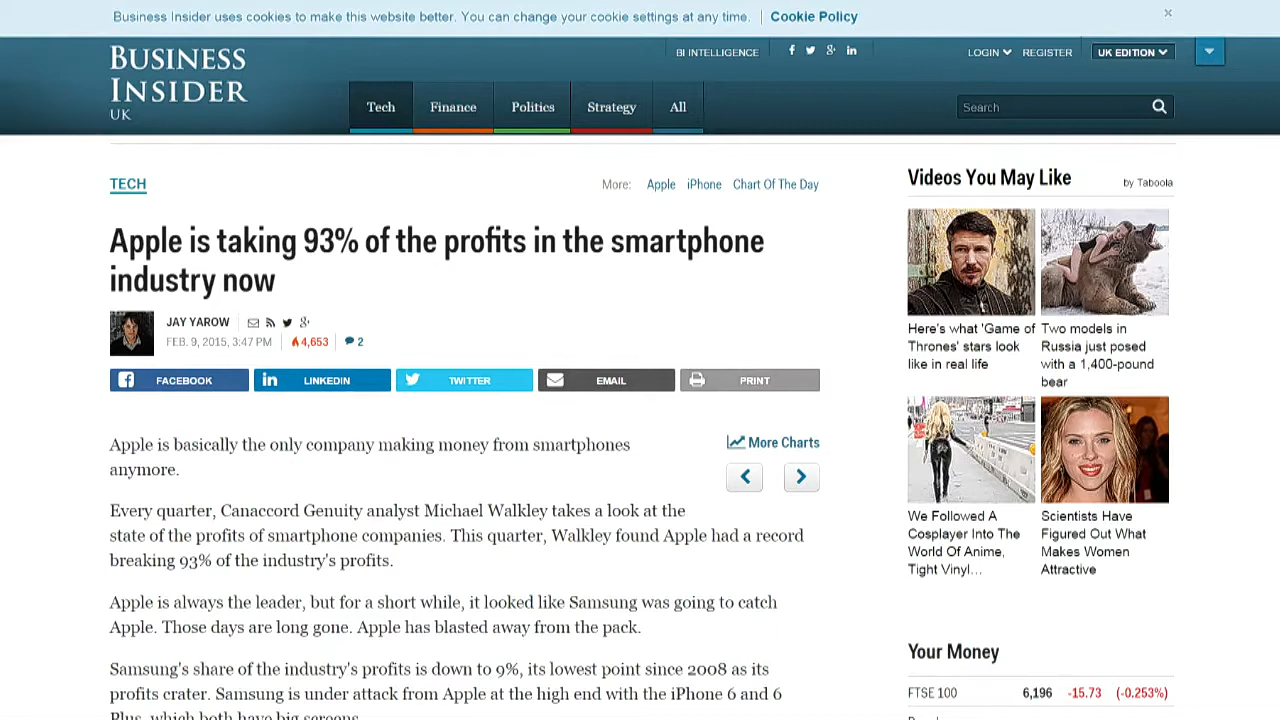 Business Insider uses cookies to make this website better. You can change your cookie settings at any time. Cookie Policy
BUSINESS
INSIDER
UK
BI INTELLIGENCE
LOGIN REGISTER UK EDITION
Tech Finance Politics Strategy All
Search
TECH
More: Apple iPhone Chart Of The Day
Apple is taking 93% of the profits in the smartphone
industry now
JAY YAROW
FEB. 9, 2015, 3:47 PM 4,653 2
FACEBOOK LINKEDIN TWITTER EMAIL PRINT
Apple is basically the only company making money from smartphones
anymore.
More Charts
Every quarter, Canaccord Genuity analyst Michael Walkley takes a look at the
state of the profits of smartphone companies. This quarter, Walkley found Apple had a record
breaking 93% of the industry's profits.
Apple is always the leader, but for a short while, it looked like Samsung was going to catch
Apple. Those days are long gone. Apple has blasted away from the pack.
Samsung's share of the industry's profits is down to 9%, its lowest point since 2008 as its
profits crater. Samsung is under attack from Apple at the high end with the iPhone 6 and 6
Plus, which both have big screens.
Videos You May Like
by Taboola
Here's what 'Game of
Thrones' stars look
like in real life
Two models in
Russia just posed
with a 1,400-pound
bear
We Followed A
Cosplayer Into The
World Of Anime,
Tight Vinyl...
Scientists Have
Figured Out What
Makes Women
Attractive
Your Money
FTSE 100 6,196 -15.73 (-0.253%)